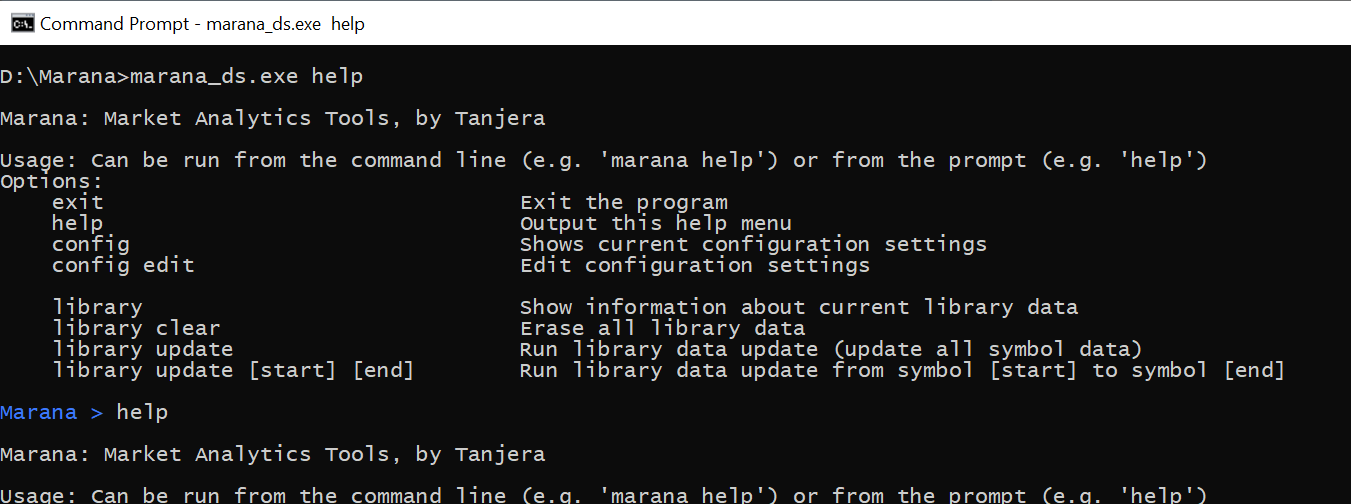 Command Prompt - marana_ds.exe help
D:\Marana>marana_ds.exe help
Marana: Market Analytics Tools, by Tanjera
Usage: Can be run from the command line (e.g. 'marana help') or from the prompt (e.g. 'help')
Options:
exit Exit the program
help Output this help menu
config Shows current configuration settings
config edit Edit configuration settings
library Show information about current library data
library clear Erase all library data
library update Run library data update (update all symbol data)
library update [start] [end] Run library data update from symbol [start] to symbol [end]
Marana > help
Marana: Market Analytics Tools, by Tanjera
Usage: Can be run from the command line (e.g. 'marana help') or from the prompt (e.g. 'help')